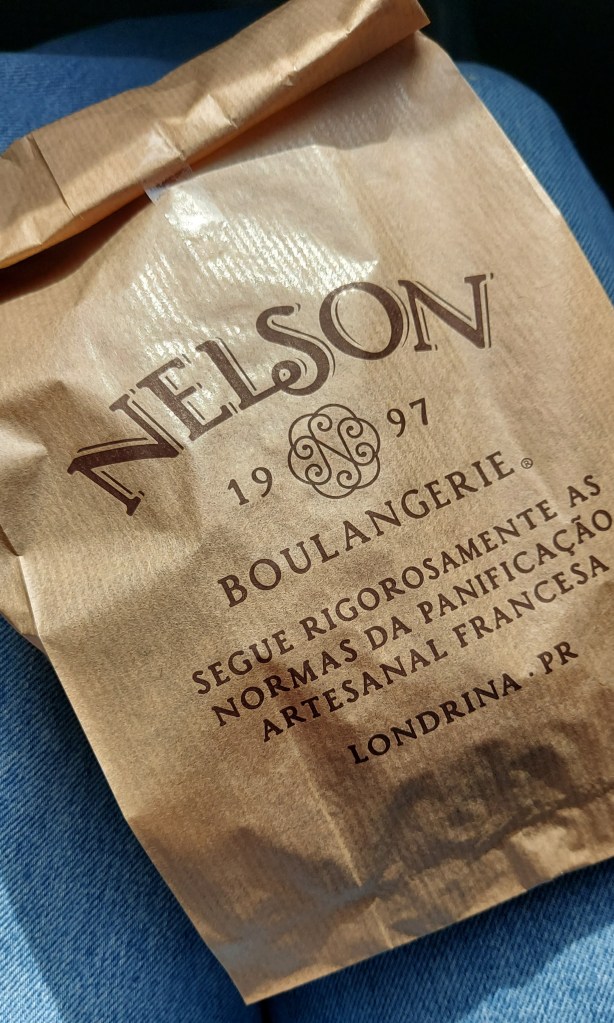 NELSON
19 N 97
BOULANGERIE®
SEGUE RIGOROSAMENTE AS
NORMAS DA PANIFICAÇÃO
ARTESANAL FRANCESA
LONDRINA . PR